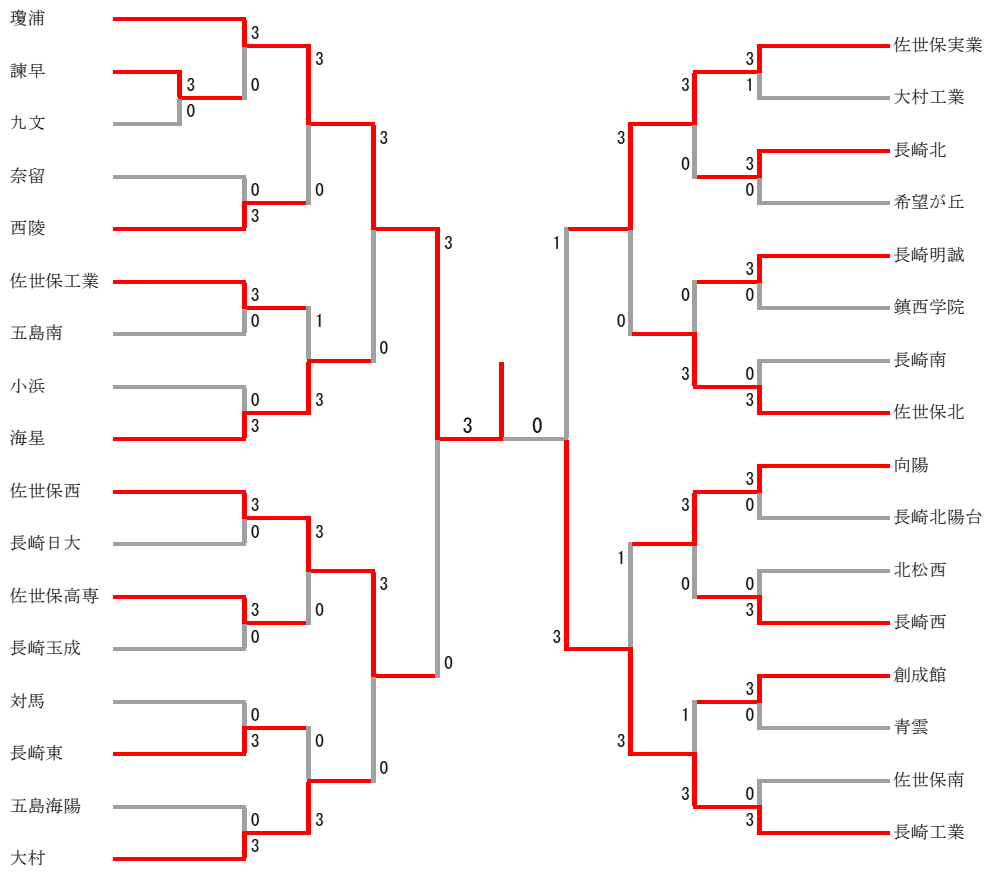 瓊浦
3
3
諫早
3
0
九文
0
3
奈留
0
0
西陵
3
3
佐世保工業
3
1
五島南
0
0
小浜
0
3
海星
3
佐世保西
3
3
長崎日大
0
3
佐世保高専
3
0
長崎玉成
0
0
対馬
0
0
長崎東
3
0
五島海陽
0
3
大村
3
3
0
佐世保実業
3
3
大村工業
1
3
長崎北
3
0
希望が丘
0
1
長崎明誠
3
0
鎮西学院
0
0
長崎南
0
3
佐世保北
3
向陽
3
3
長崎北陽台
0
1
北松西
0
0
長崎西
3
3
創成館
3
1
青雲
0
3
佐世保南
0
3
長崎工業
3